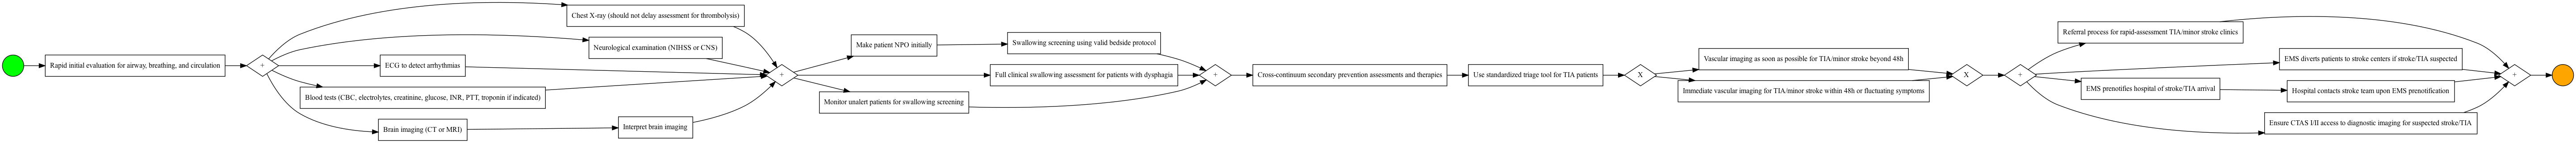 Rapid initial evaluation for airway, breathing, and circulation
+
Chest X-ray (should not delay assessment for thrombolysis)
Neurological examination (NIHSS or CNS)
ECG to detect arrhythmias
Blood tests (CBC, electrolytes, creatinine, glucose, INR, PTT, troponin if indicated)
Brain imaging (CT or MRI)
Interpret brain imaging
+
Make patient NPO initially
Swallowing screening using valid bedside protocol
Full clinical swallowing assessment for patients with dysphagia
Monitor unalert patients for swallowing screening
+
Cross-continuum secondary prevention assessments and therapies
Use standardized triage tool for TIA patients
X
Vascular imaging as soon as possible for TIA/minor stroke beyond 48h
Immediate vascular imaging for TIA/minor stroke within 48h or fluctuating symptoms
X
+
Referral process for rapid-assessment TIA/minor stroke clinics
EMS diverts patients to stroke centers if stroke/TIA suspected
EMS prenotifies hospital of stroke/TIA arrival
Hospital contacts stroke team upon EMS prenotification
Ensure CTAS I/II access to diagnostic imaging for suspected stroke/TIA
+